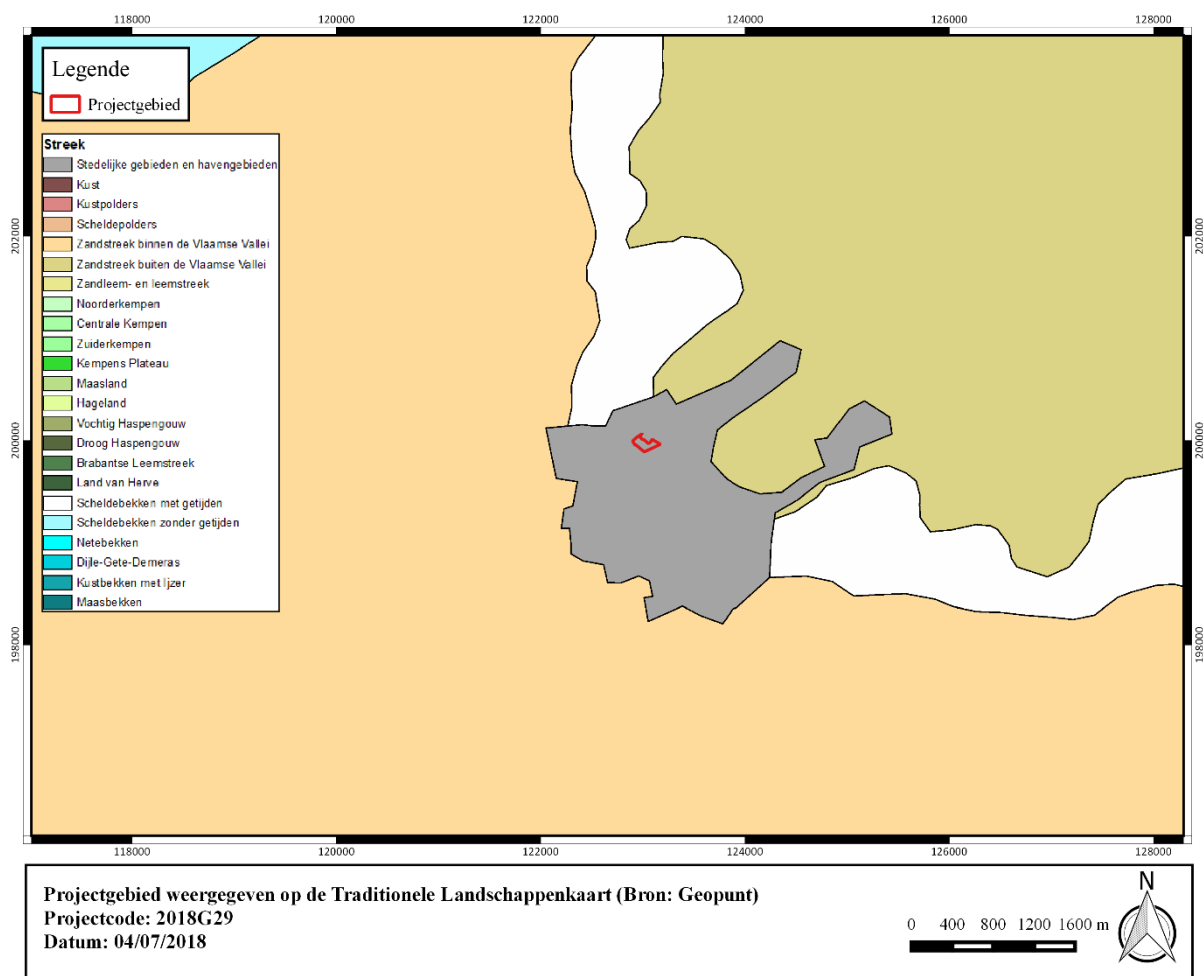 118000 120000 122000 124000 126000 128000
Legende
Projectgebied
Streek
Stedelijke gebieden en havengebieden
Kust
Kustpolders
Scheldepolders
Zandstreek binnen de Vlaamse Vallei
Zandstreek buiten de Vlaamse Vallei
Zandleem- en leemstreek
Noorderkempen
Centrale Kempen
Zuiderkempen
Kempens Plateau
Maasland
Hageland
Vochtig Haspengouw
Droog Haspengouw
Brabantse Leemstreek
Land van Herve
Scheldebekken met getijden
Scheldebekken zonder getijden
Netebekken
Dijle-Gete-Demeras
Kustbekken met Ijzer
Maasbekken
202000 202000
200000 200000
198000 198000
118000 120000 122000 124000 126000 128000
Projectgebied weergegeven op de Traditionele Landschappenkaart (Bron: Geopunt)
Projectcode: 2018G29
Datum: 04/07/2018
0 400 800 1200 1600 m
N